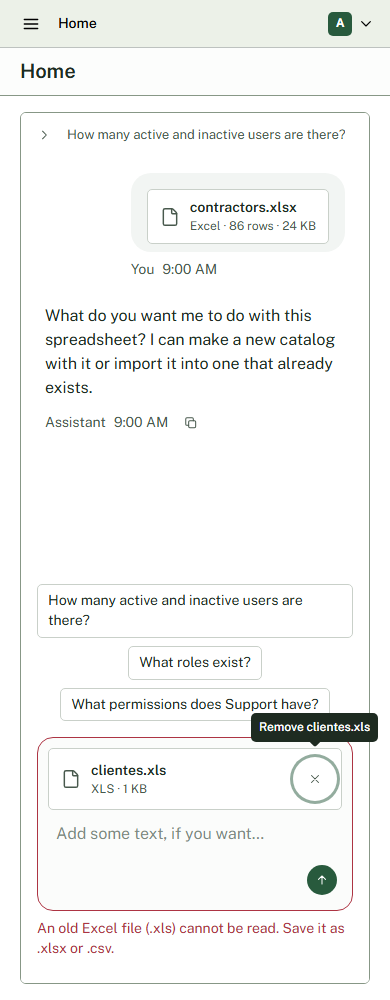 Home
A
Home
How many active and inactive users are there?
contractors.xlsx
Excel · 86 rows · 24 KB
You 9:00 AM
What do you want me to do with this
spreadsheet? I can make a new catalog
with it or import it into one that already
exists.
Assistant 9:00 AM
How many active and inactive users are
there?
What roles exist?
What permissions does Support have?
Remove clientes.xls
clientes.xls
XLS · 1 KB
Add some text, if you want...
An old Excel file (.xls) cannot be read. Save it as
.xlsx or .csv.